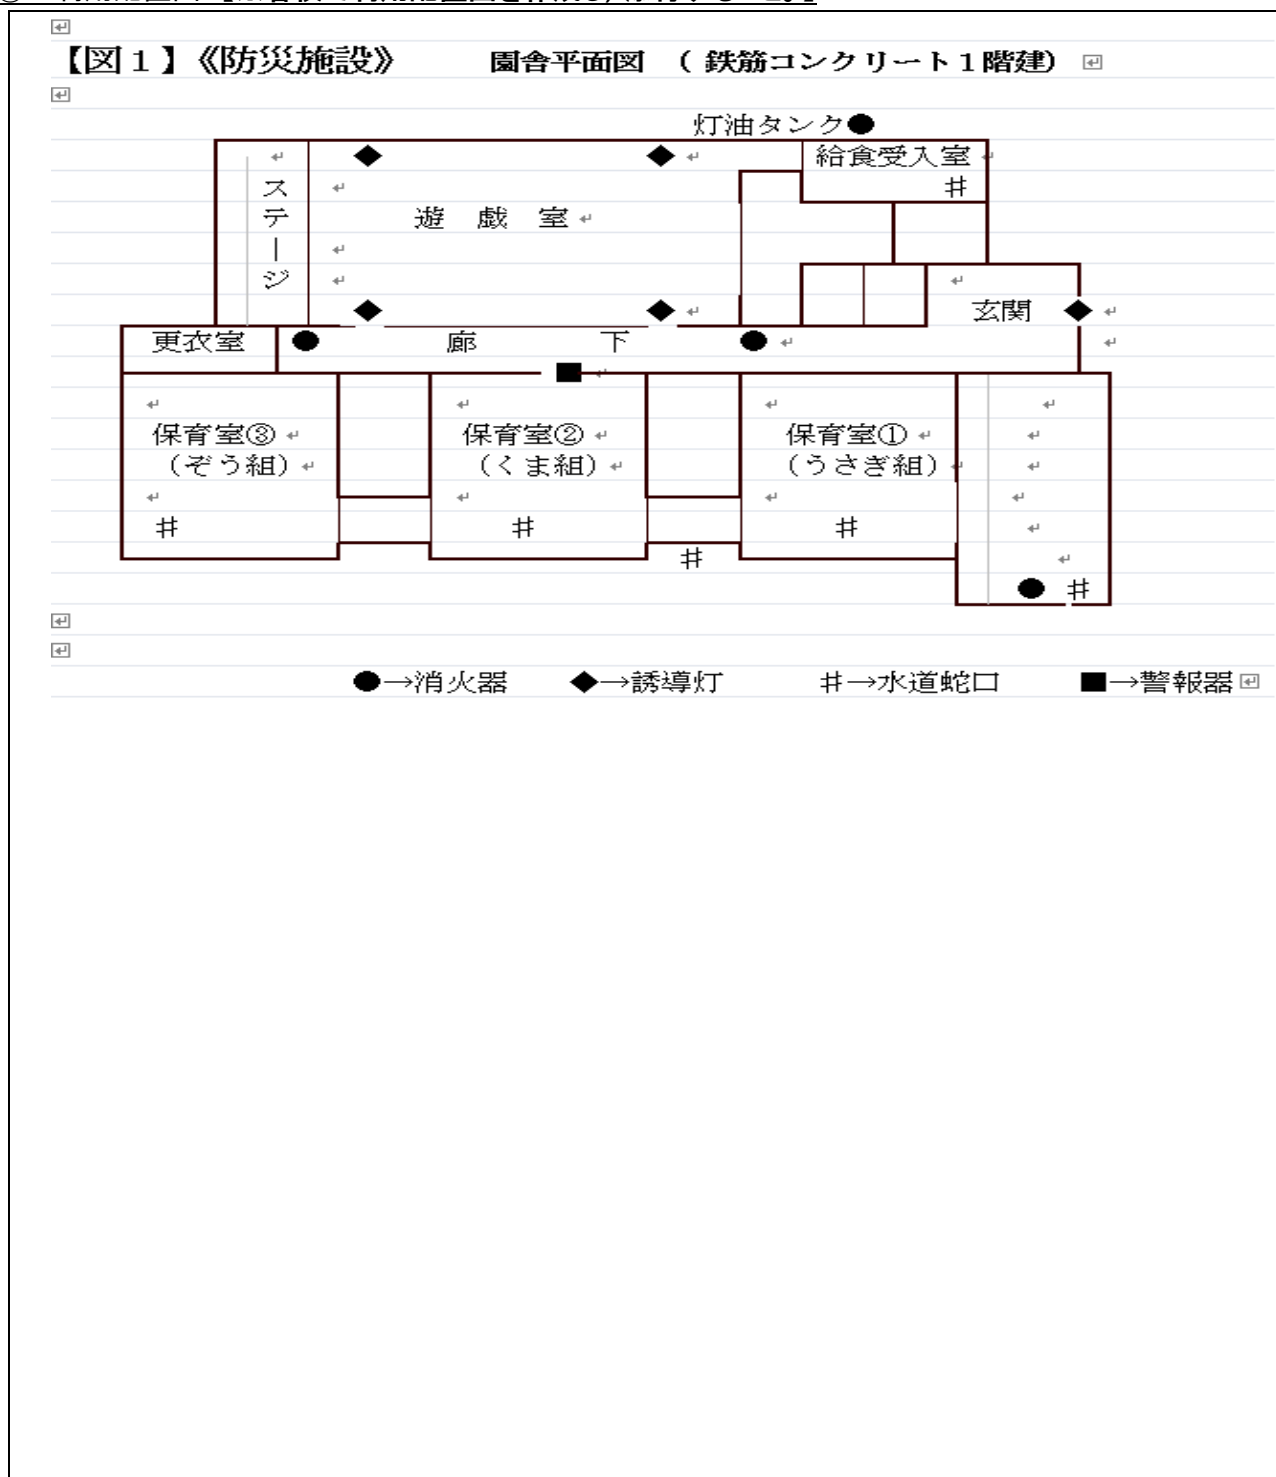 【図１】《防災施設》 園舎平面図 （鉄筋コンクリート１階建）
灯油タンク●
給食受入室
♯
ステージ
遊 戯 室
玄関
更衣室
廊 下
保育室③
（ぞう組）
保育室②
（くま組）
保育室①
（うさぎ組）
♯
♯
♯
♯
♯
●→消火器 ◆→誘導灯 ♯→水道蛇口 ■→警報器